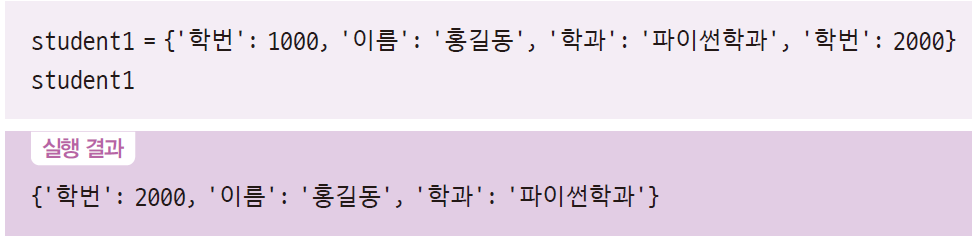 student1 = {'학번': 1000, '이름': '홍길동', '학과': '파이썬학과', '학번': 2000}
student1
실행 결과
{'학번': 2000, '이름': '홍길동', '학과': '파이썬학과'}